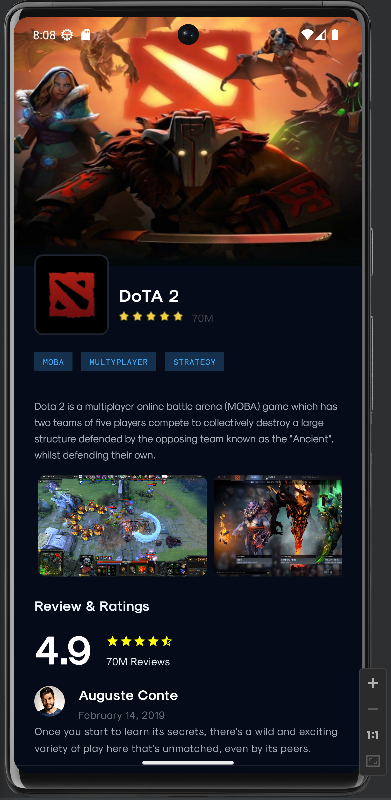 8:08
DoTA 2
70M
MOBA MULTYPLAYER STRATEGY
Dota 2 is a multiplayer online battle arena (MOBA) game which has
two teams of five players compete to collectively destroy a large
structure defended by the opposing team known as the "Ancient",
whilst defending their own.
Review & Ratings
4.9
70M Reviews
Auguste Conte
February 14, 2019
Once you start to learn its secrets, there's a wild and exciting
variety of play here that's unmatched, even by its peers.
1:1